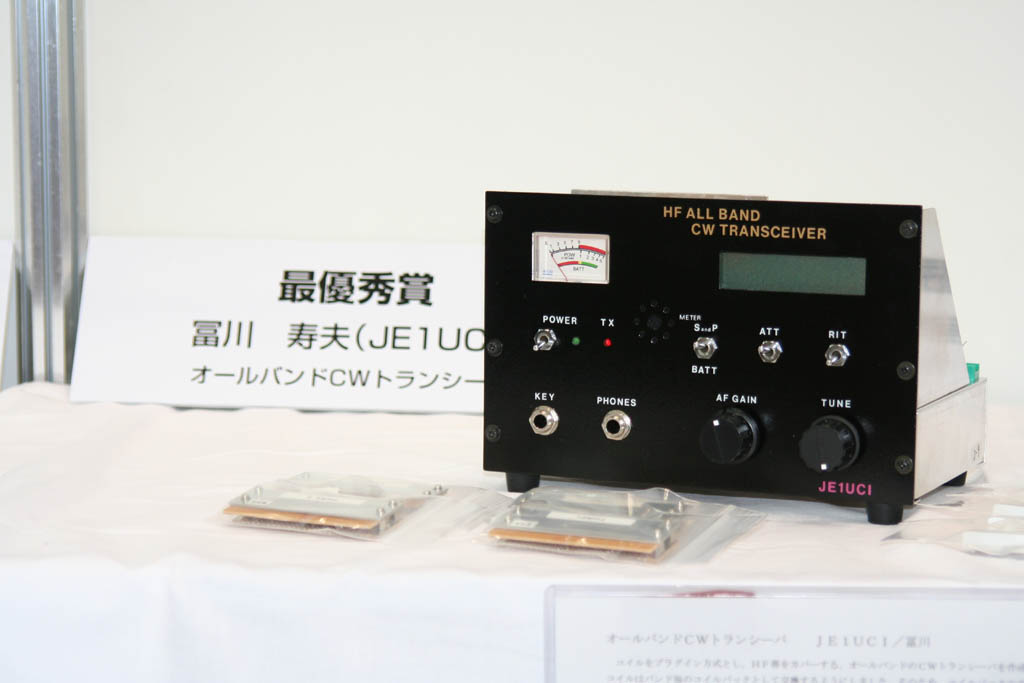 最優秀賞
冨川 寿夫(JE1UC
オールバンドCWトランシー
HF ALL BAND
CW TRANSCEIVER
POWER
TX
METER
S and P
BATT
ATT
RIT
KEY
PHONES
AF GAIN
TUNE
JE1UCI
オールバンドCWトランシーバ JE1UCI/冨川
コイルをプラグイン方式とし、HF帯をカバーする、オールバンドのCWトランシーバを作成